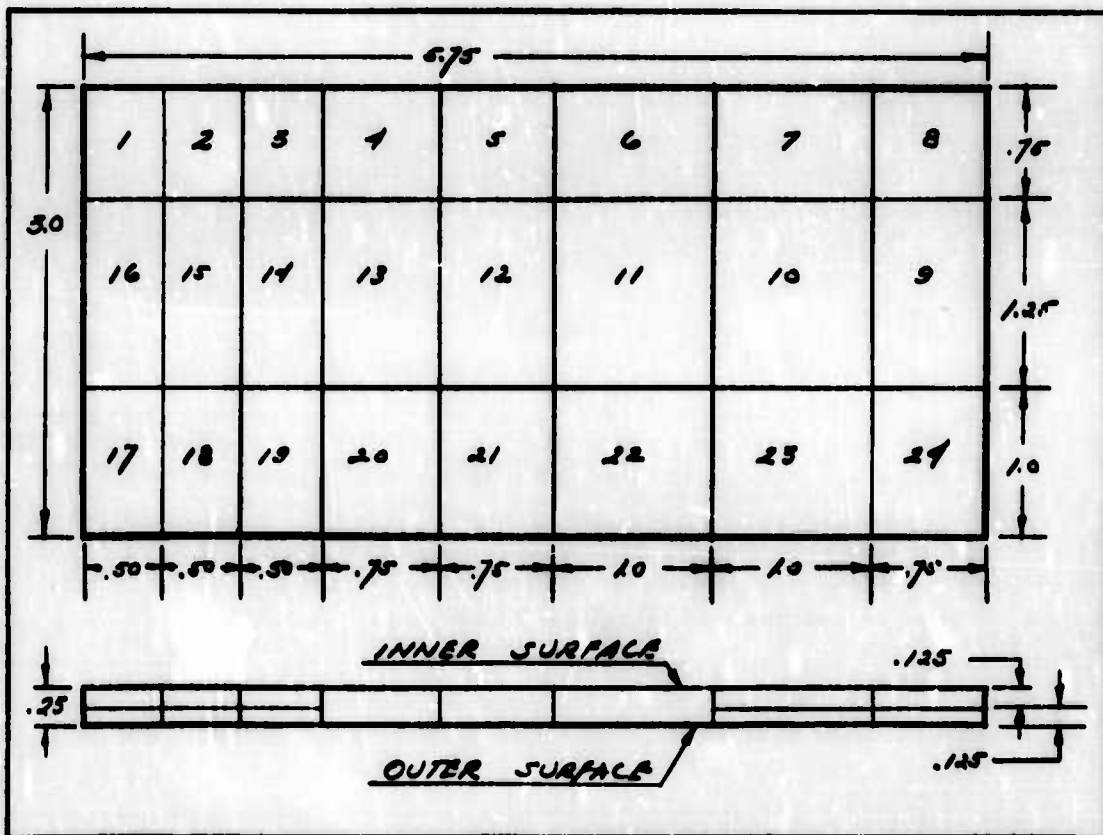 5.75
1 2 3 4 5 6 7 8 .75
3.0
16 15 14 13 12 11 10 9
1.25
17 18 19 20 21 22 23 24 1.0
.50 .50 .50 .75 .75 1.0 1.0 .75
INNER SURFACE .125
.25
OUTER SURFACE .125